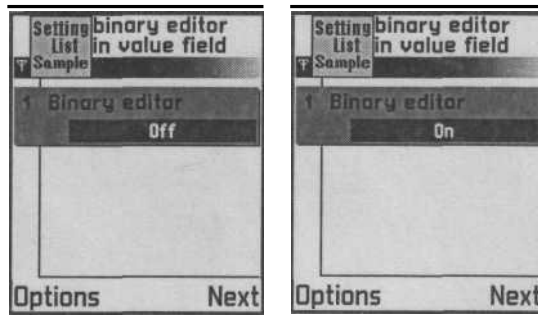 Setting binary editor
List in value field
Sample
1 Binary editor
Off
Options Next
Setting binary editor
List in value field
Sample
1 Binary editor
On
Options Next